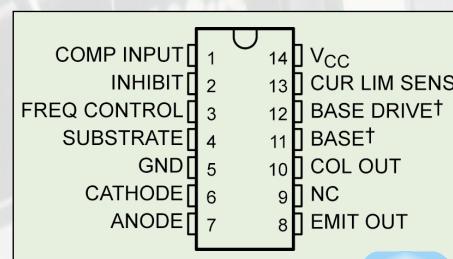 COMP INPUT 1 14 VCC
INHIBIT 2 13 CUR LIM SENS
FREQ CONTROL 3 12 BASE DRIVE†
SUBSTRATE 4 11 BASE†
GND 5 10 COL OUT
CATHODE 6 9 NC
ANODE 7 8 EMIT OUT